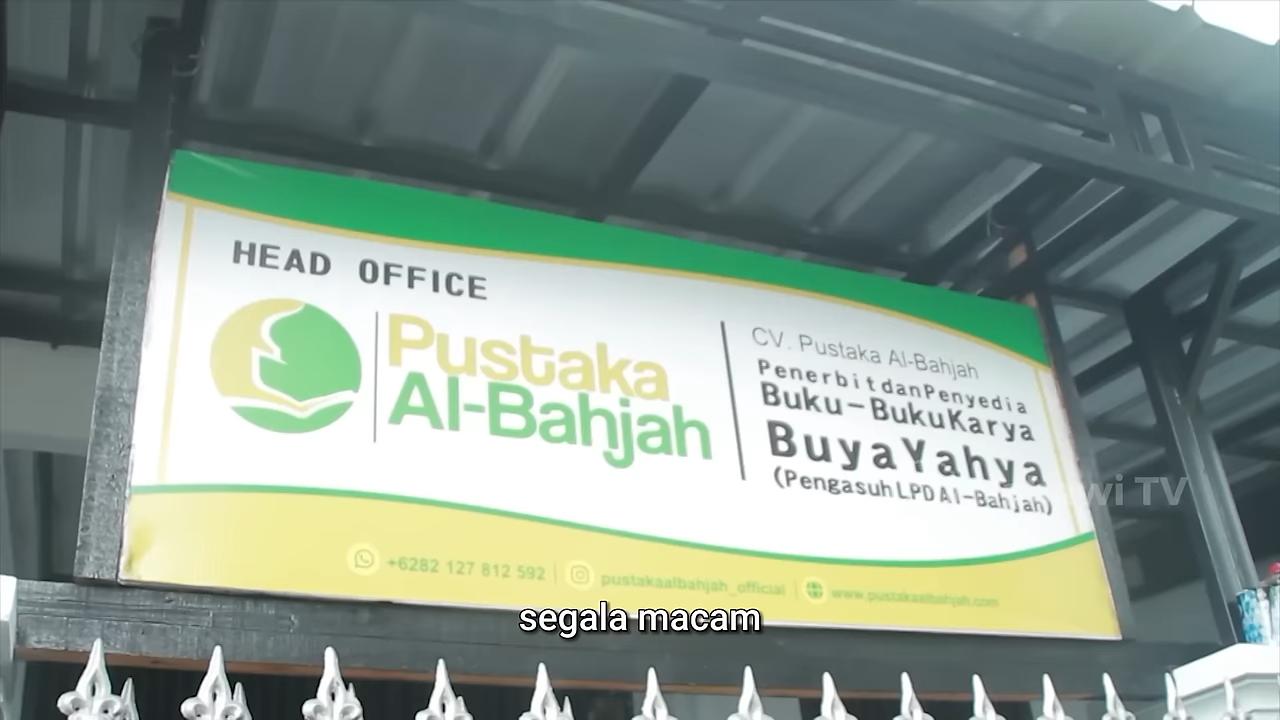 HEAD OFFICE
Pustaka
Al-Bahjah
CV. Pustaka Al-Bahjah
Penerbit dan Penyedia
Buku-Buku Karya
Buya Yahya
(Pengasuh LPD Al-Bahjah)
wi TV
+6282 127 812 592
pustakaalbahjah_official
www.pustakaalbahjah.com
segala macam